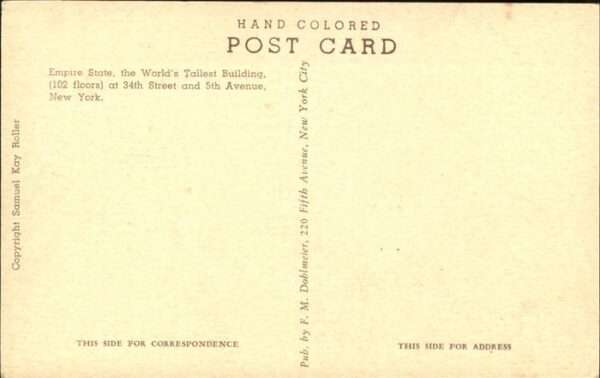 HAND COLORED
POST CARD
Empire State, the World's Tallest Building,
(102 floors) at 34th Street and 5th Avenue,
New York.
Copyright Samuel Kay Roller
Pub. by F. M. Dohlmeier, 220 Fifth Avenue, New York City
THIS SIDE FOR CORRESPONDENCE
THIS SIDE FOR ADDRESS